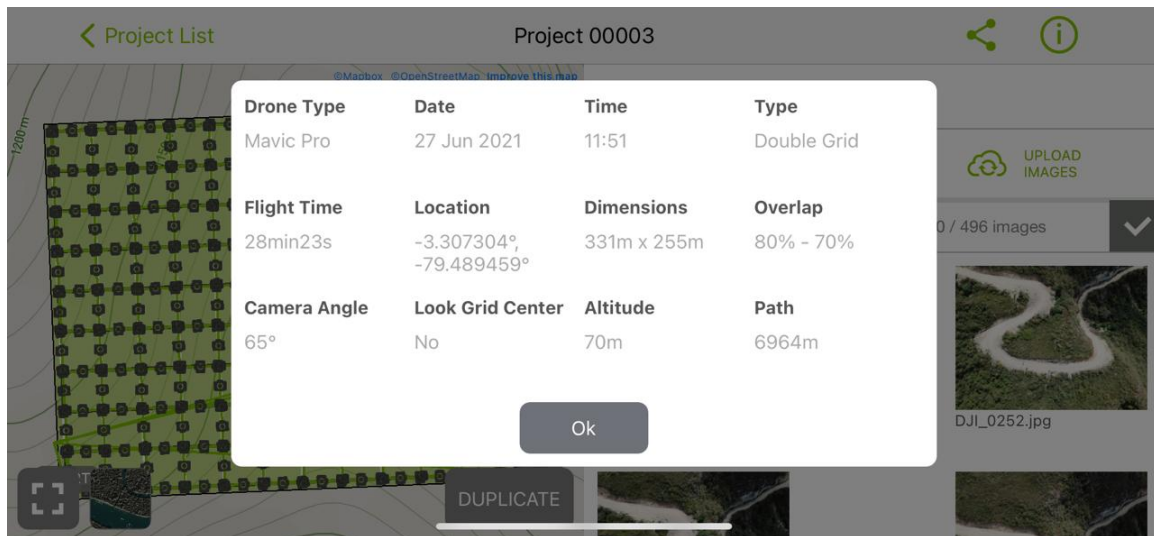 Project List
Project 00003
©Mapbox ©OpenStreetMap Improve this map
1200 m
Drone Type
Date
Time
Type
Mavic Pro
27 Jun 2021
11:51
Double Grid
UPLOAD
IMAGES
Flight Time
Location
Dimensions
Overlap
28min23s
-3.307304°,
-79.489459°
331m x 255m
80% - 70%
0 / 496 images
Camera Angle
Look Grid Center
Altitude
Path
65°
No
70m
6964m
Ok
DJI_0252.jpg
DUPLICATE